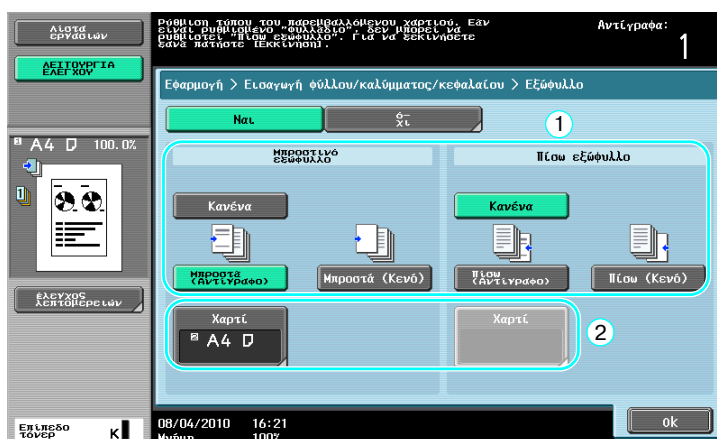 Λίστα
εργασιών
Ρύθμιση τύπου του παρεμβαλλόμενου χαρτιού. Εάν
είναι ρυθμισμένο "Φυλλάδιο", δεν μπορεί να
ρυθμιστεί "Πίσω εξώφυλλο". Για να ξεκινήσετε
ξανά πατήστε [Εκκίνηση].
Αντίγραφα:
1
ΛΕΙΤΟΥΡΓΙΑ
ΕΛΕΓΧΟΥ
Εφαρμογή > Εισαγωγή φύλλου/καλύμματος/κεφαλαίου > Εξώφυλλο
Ναι
ό-
χι
1
A4 100.0%
Μπροστινό
εξώφυλλο
Πίσω εξώφυλλο
1
Κανένα
Κανένα
Μπροστά
(Αντίγραφο)
Μπροστά (Κενό)
Πίσω
(Αντίγραφο)
Πίσω (Κενό)
έλεγχος
λεπτομερειών
Χαρτί
A4
Χαρτί
2
Επίπεδο
τόνερ
K
08/04/2010 16:21
Μνήμη 100%
ok